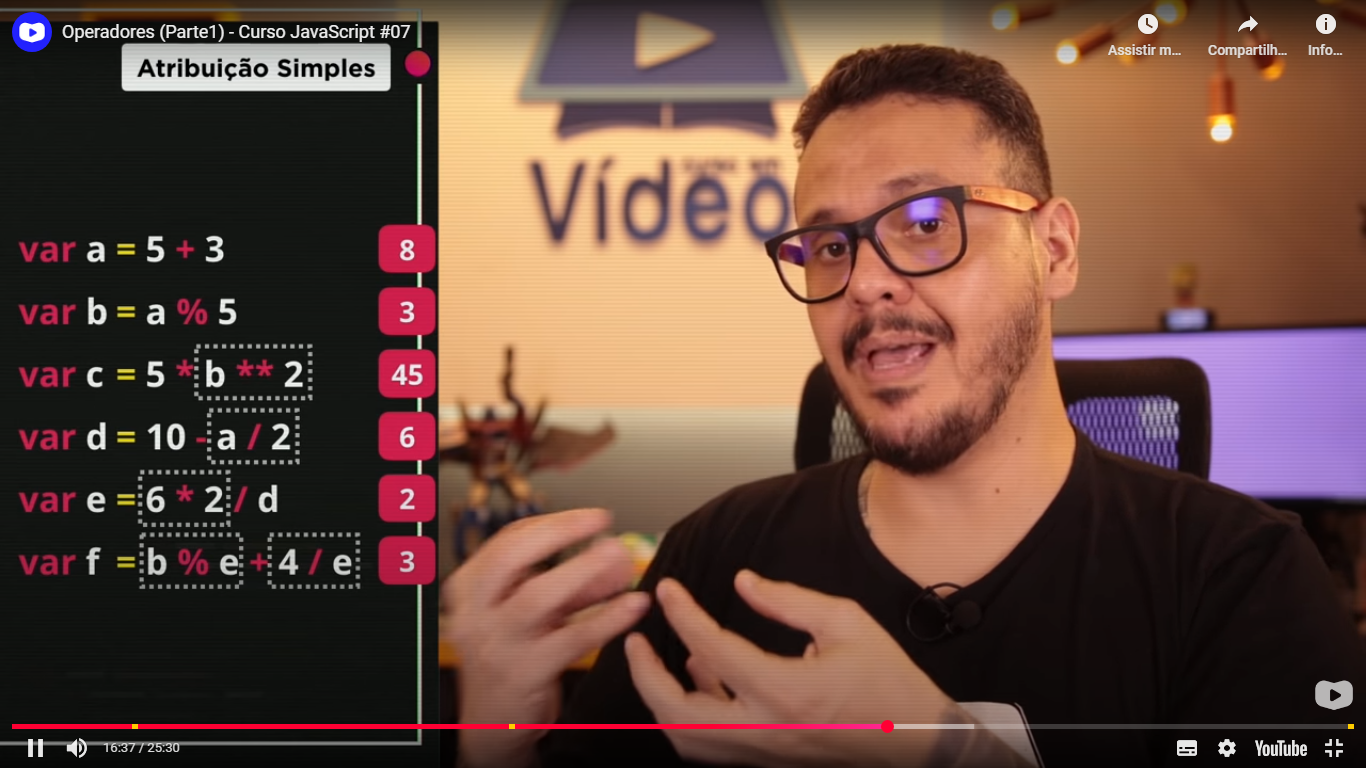 Operadores (Parte1) - Curso JavaScript #07
Assistir m...
Compartilh...
Info...
Atribuição Simples
CURSO EM
Vídeo
var a = 5 + 3 8
var b = a % 5 3
var c = 5 * b ** 2 45
var d = 10 - a / 2 6
var e = 6 * 2 / d 2
var f = b % e + 4 / e 3
16:37 / 25:30
YouTube